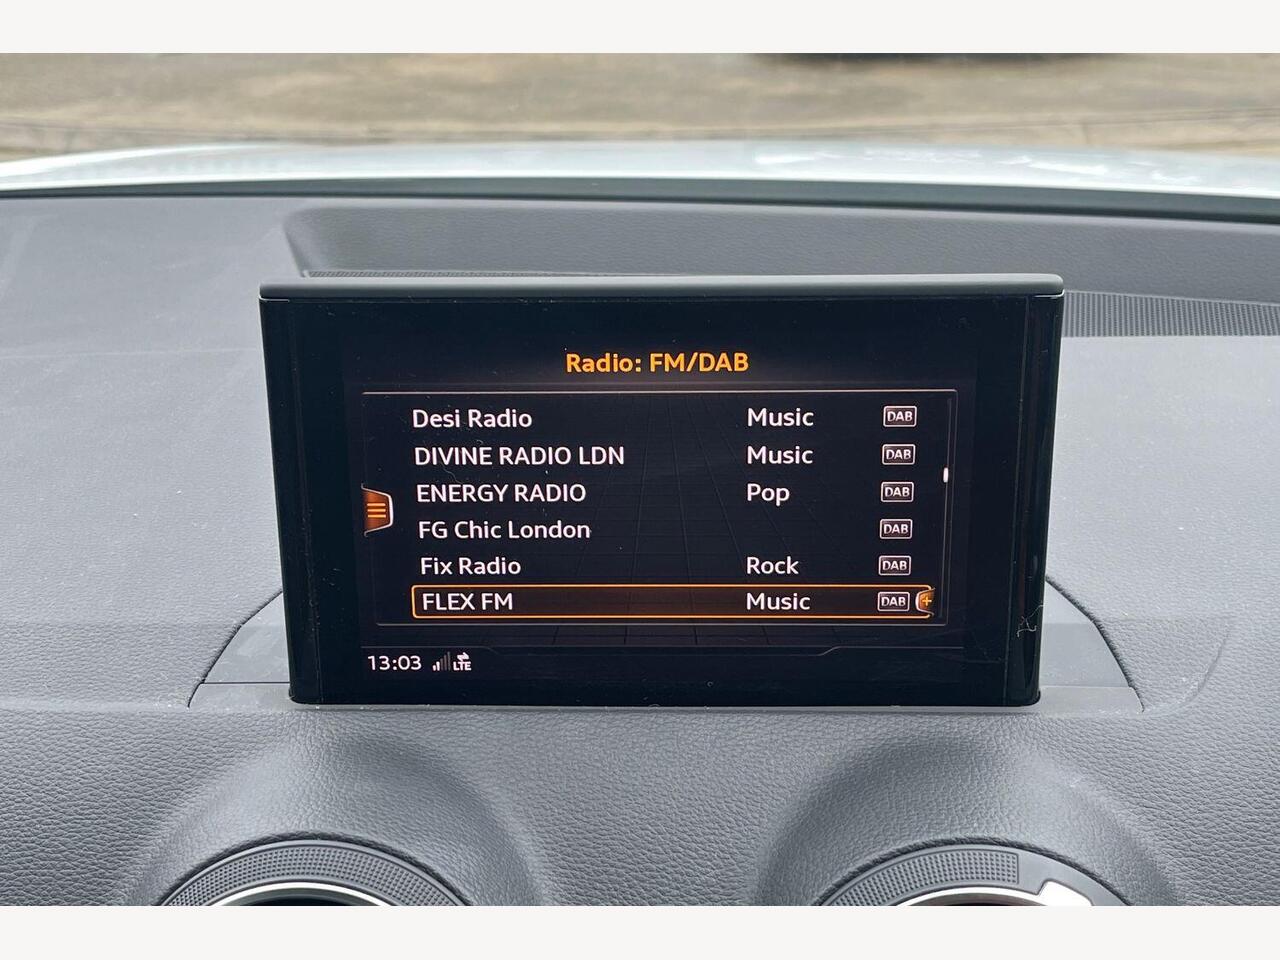 Radio: FM/DAB
Desi Radio Music DAB
DIVINE RADIO LDN Music DAB
ENERGY RADIO Pop DAB
FG Chic London DAB
Fix Radio Rock DAB
FLEX FM Music DAB +
13:03 LTE